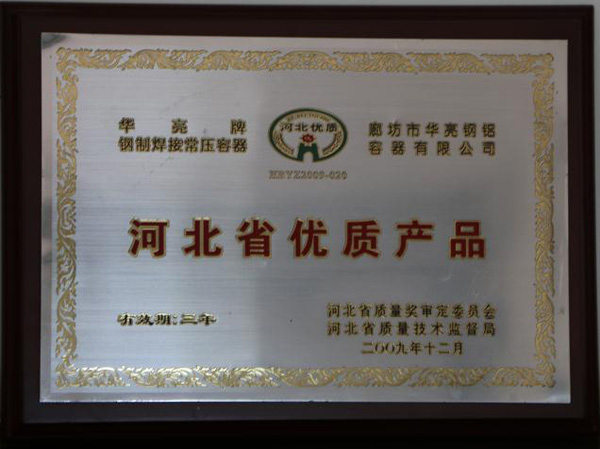 华亮牌
钢制焊接常压容器
河北优质
廊坊市华亮钢铝
容器有限公司
HBYZ2009-020
河北省优质产品
有效期:三年
河北省质量奖审定委员会
河北省质量技术监督局
二〇〇九年十二月